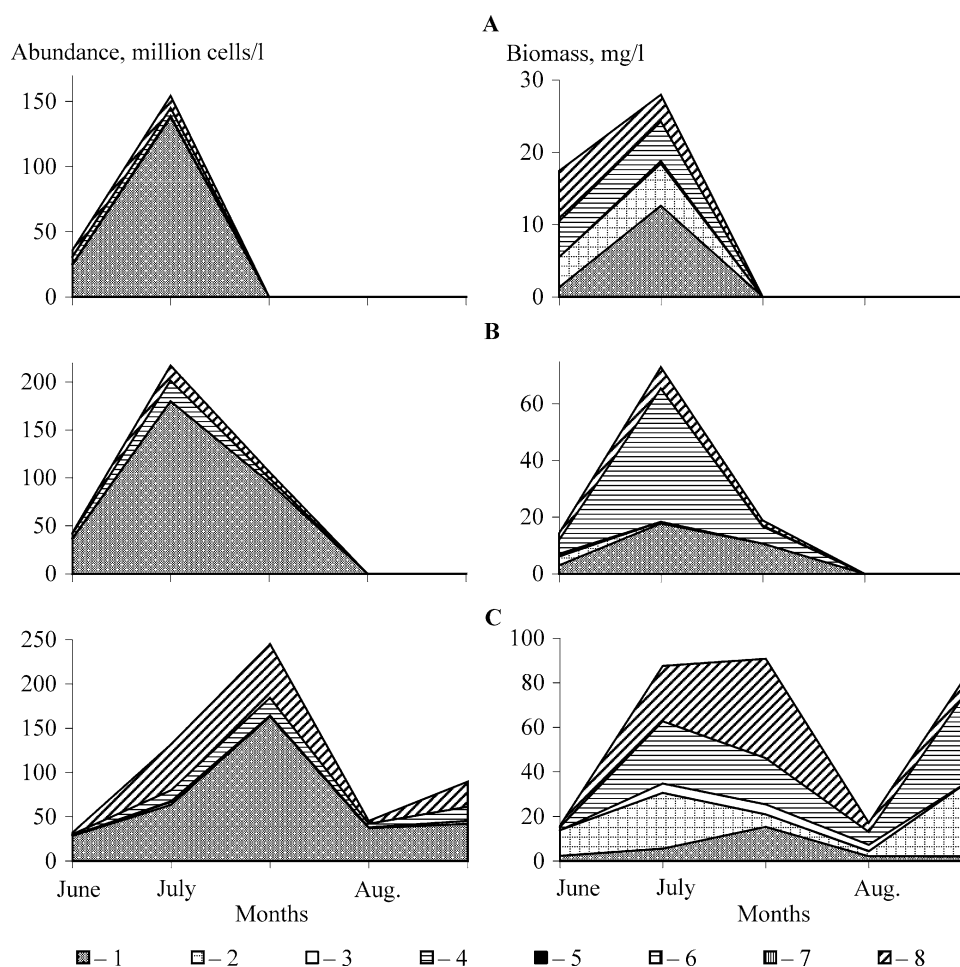 A
Abundance, million cells/l
Biomass, mg/l
150
100
50
0
30
20
10
0
B
200
150
100
50
0
60
40
20
0
C
250
200
150
100
50
0
100
80
60
40
20
0
June July Aug.
June July Aug.
Months
Months
– 1 – 2 – 3 – 4 – 5 – 6 – 7 – 8